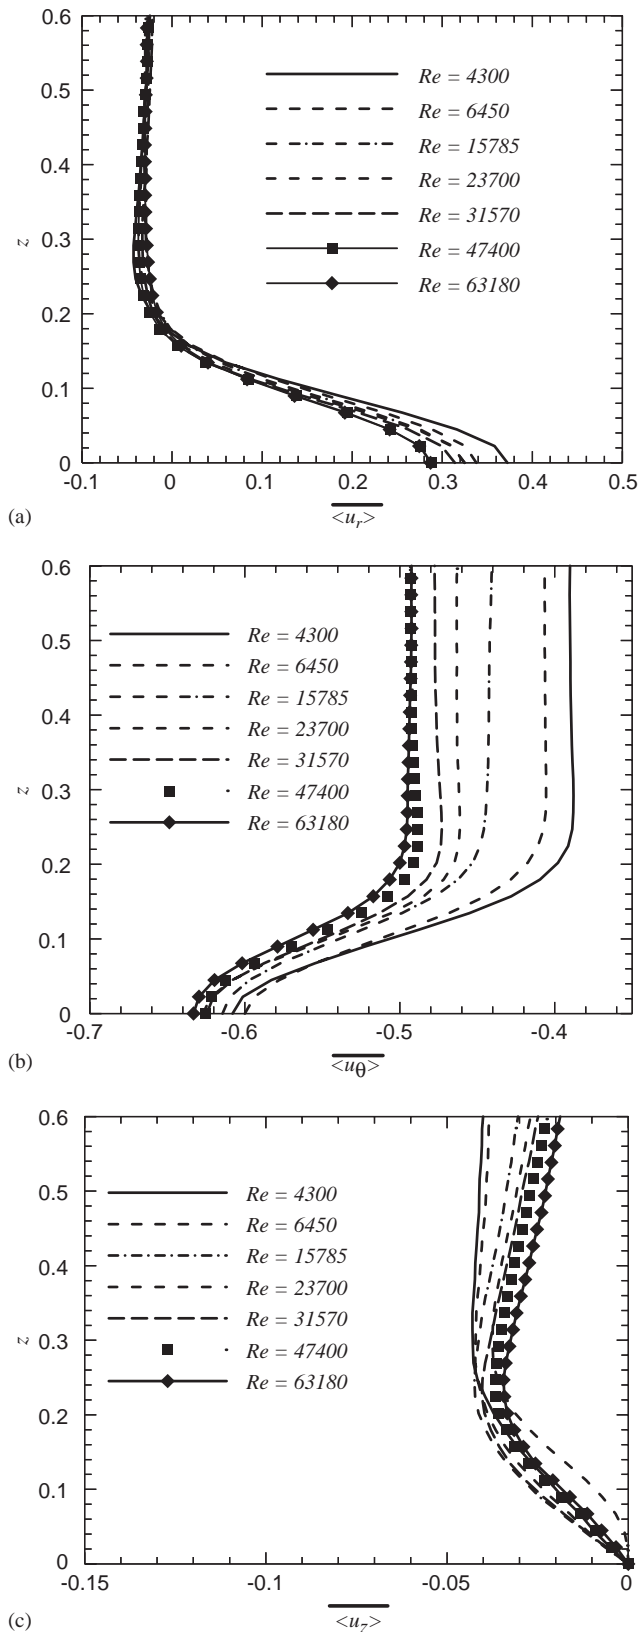 0.6
0.5
0.4
0.3
0.2
0.1
0
z
Re = 4300
Re = 6450
Re = 15785
Re = 23700
Re = 31570
Re = 47400
Re = 63180
-0.1 0 0.1 0.2 0.3 0.4 0.5
(a)
<u_r>
0.6
0.5
0.4
0.3
0.2
0.1
0
z
Re = 4300
Re = 6450
Re = 15785
Re = 23700
Re = 31570
Re = 47400
Re = 63180
-0.7 -0.6 -0.5 -0.4
(b)
<u_θ>
0.6
0.5
0.4
0.3
0.2
0.1
0
z
Re = 4300
Re = 6450
Re = 15785
Re = 23700
Re = 31570
Re = 47400
Re = 63180
-0.15 -0.1 -0.05 0
(c)
<u_z>